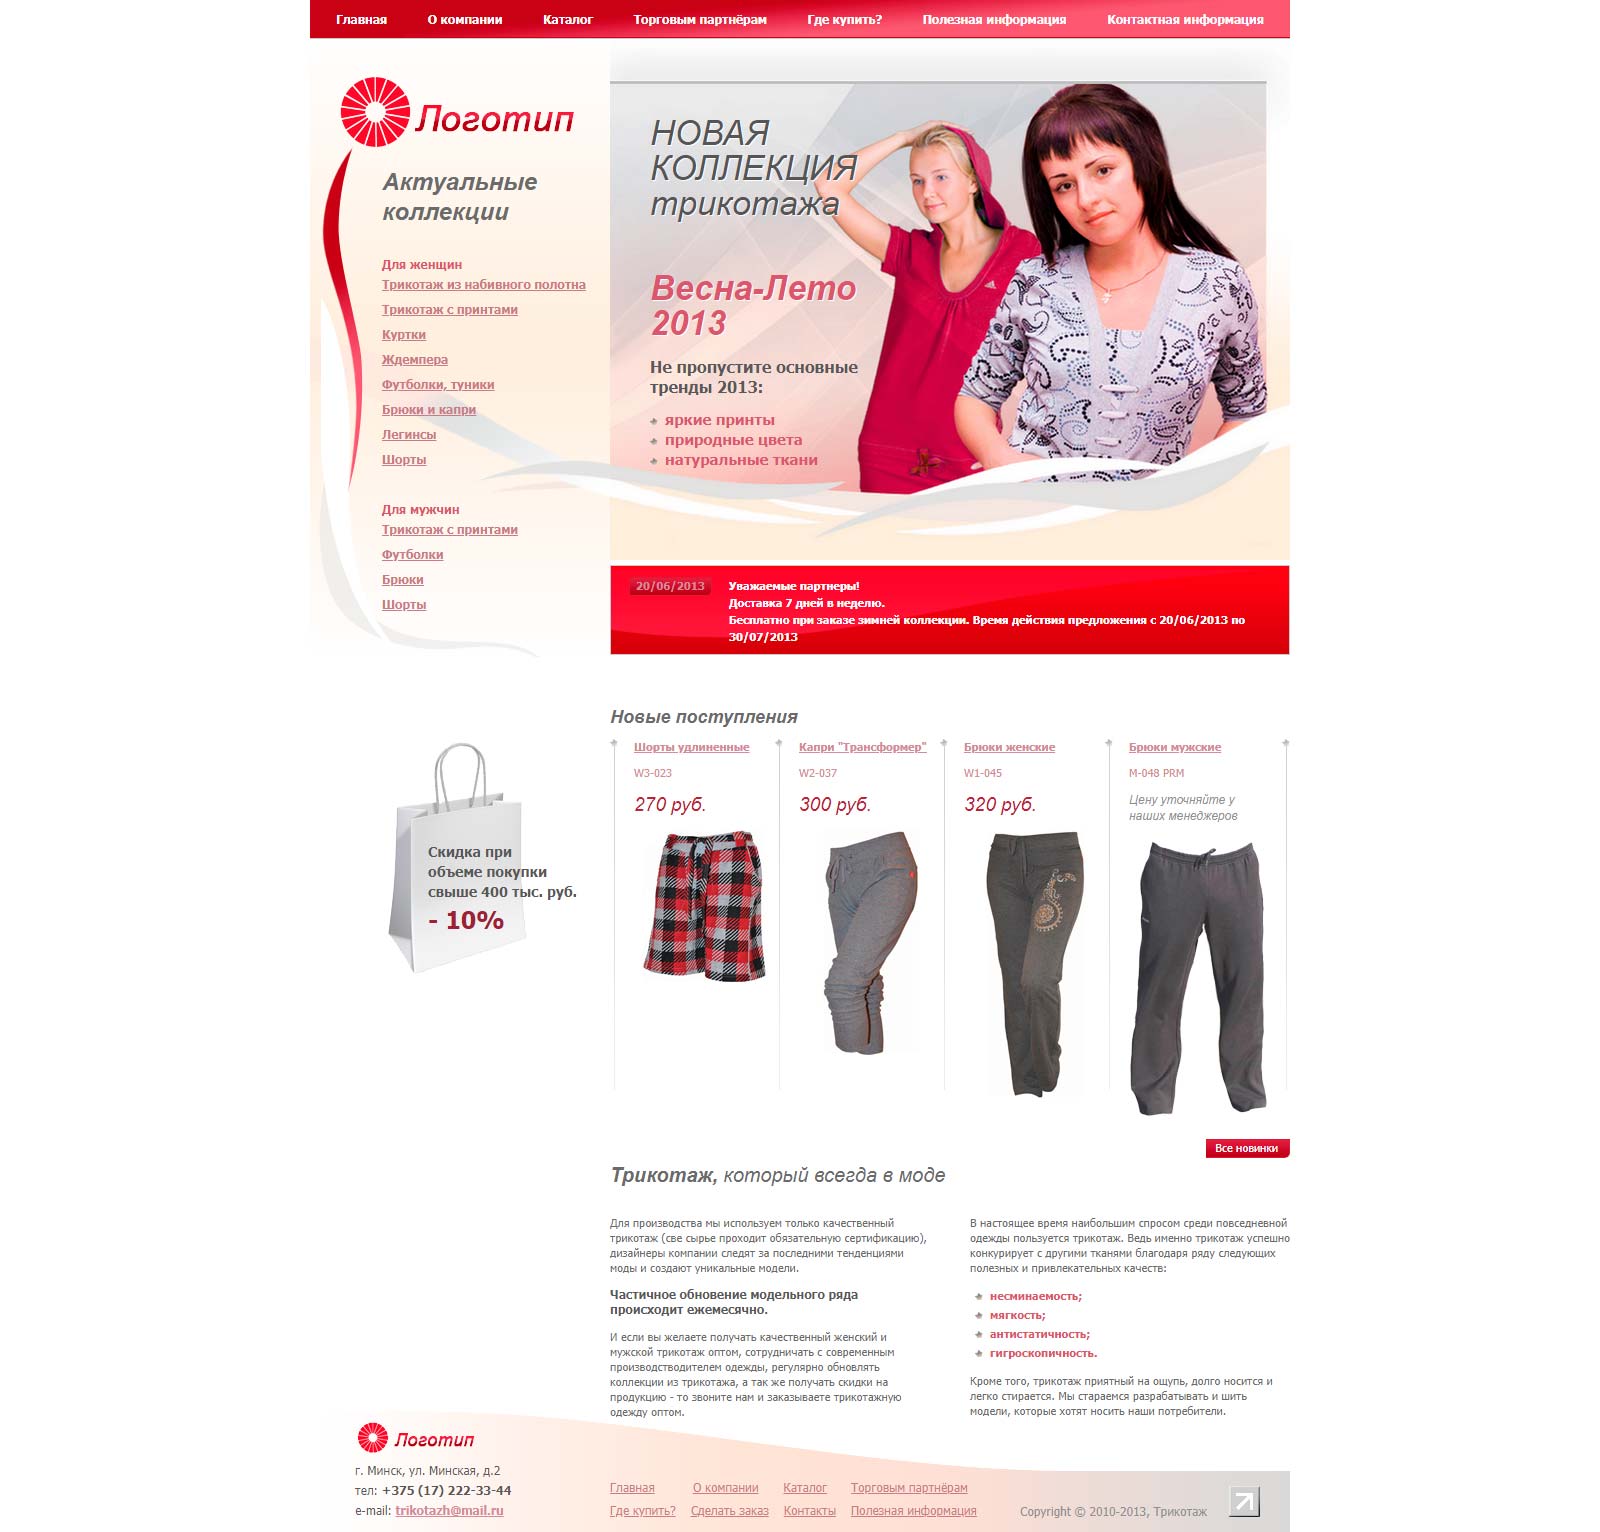 Главная О компании Каталог Торговым партнёрам Где купить? Полезная информация Контактная информация
Логотип
Актуальные
коллекции
Для женщин
Трикотаж из набивного полотна
Трикотаж с принтами
Куртки
Ждемпера
Футболки, туники
Брюки и капри
Легинсы
Шорты
Для мужчин
Трикотаж с принтами
Футболки
Брюки
Шорты
НОВАЯ
КОЛЛЕКЦИЯ
трикотажа
Весна-Лето
2013
Не пропустите основные
тренды 2013:
яркие принты
природные цвета
натуральные ткани
20/06/2013
Уважаемые партнеры!
Доставка 7 дней в неделю.
Бесплатно при заказе зимней коллекции. Время действия предложения с 20/06/2013 по
30/07/2013
Скидка при
объеме покупки
свыше 400 тыс. руб.
- 10%
Новые поступления
Шорты удлиненные
W3-023
270 руб.
Капри "Трансформер"
W2-037
300 руб.
Брюки женские
W1-045
320 руб.
Брюки мужские
M-048 PRM
Цену уточняйте у
наших менеджеров
Все новинки
Трикотаж, который всегда в моде
Для производства мы используем только качественный
трикотаж (све сырье проходит обязательную сертификацию),
дизайнеры компании следят за последними тенденциями
моды и создают уникальные модели.
Частичное обновение модельного ряда
происходит ежемесячно.
И если вы желаете получать качественный женский и
мужской трикотаж оптом, сотрудничать с современным
производстводителем одежды, регулярно обновлять
коллекции из трикотажа, а так же получать скидки на
продукцию - то звоните нам и заказываете трикотажную
одежду оптом.
В настоящее время наибольшим спросом среди повседневной
одежды пользуется трикотаж. Ведь именно трикотаж успешно
конкурирует с другими тканями благодаря ряду следующих
полезных и привлекательных качеств:
несминаемость;
мягкость;
антистатичность;
гигроскопичность.
Кроме того, трикотаж приятный на ощупь, долго носится и
легко стирается. Мы стараемся разрабатывать и шить
модели, которые хотят носить наши потребители.
Логотип
г. Минск, ул. Минская, д.2
тел: +375 (17) 222-33-44
e-mail: trikotazh@mail.ru
Главная О компании Каталог Торговым партнёрам
Где купить? Сделать заказ Контакты Полезная информация
Copyright © 2010-2013, Трикотаж